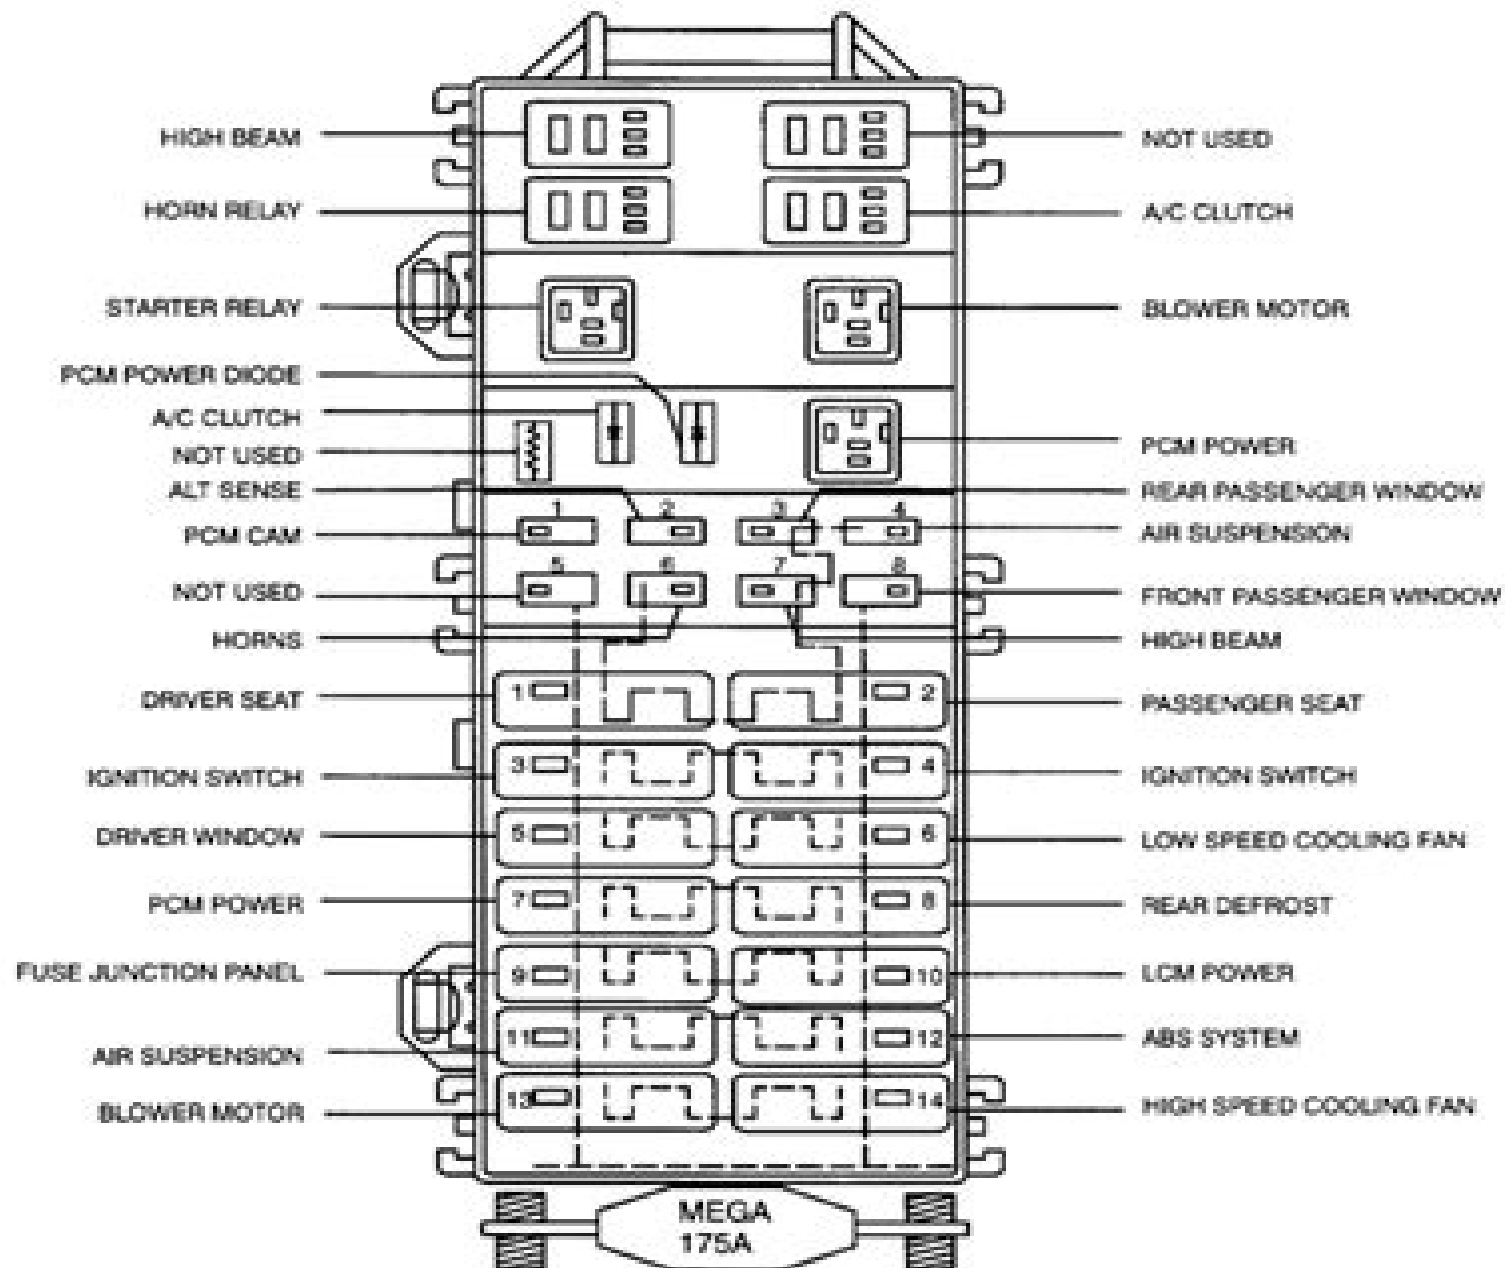 HIGH BEAM
NOT USED
HORN RELAY
A/C CLUTCH
STARTER RELAY
BLOWER MOTOR
PCM POWER DIODE
A/C CLUTCH
NOT USED
PCM POWER
ALT SENSE
REAR PASSENGER WINDOW
1 2 3 4
PCM CAM
AIR SUSPENSION
5 6 7 8
NOT USED
FRONT PASSENGER WINDOW
HORNS
HIGH BEAM
DRIVER SEAT
1 2
PASSENGER SEAT
IGNITION SWITCH
3 4
IGNITION SWITCH
DRIVER WINDOW
5 6
LOW SPEED COOLING FAN
PCM POWER
7 8
REAR DEFROST
FUSE JUNCTION PANEL
9 10
LCM POWER
AIR SUSPENSION
11 12
ABS SYSTEM
BLOWER MOTOR
13 14
HIGH SPEED COOLING FAN
MEGA
175A